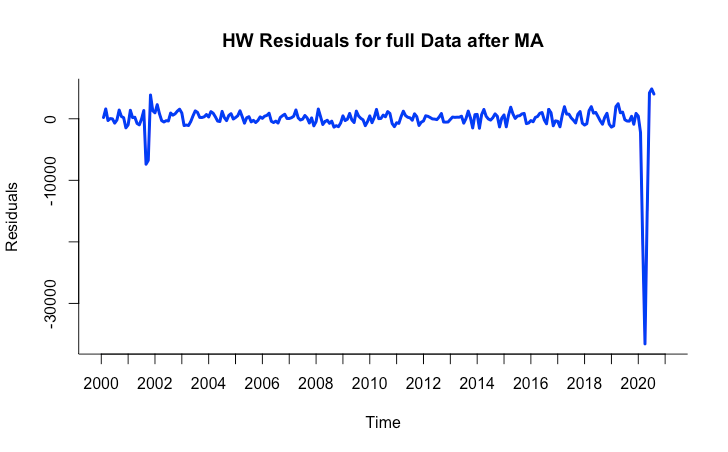 HW Residuals for full Data after MA
Residuals
0
-10000
-30000
2000 2002 2004 2006 2008 2010 2012 2014 2016 2018 2020
Time